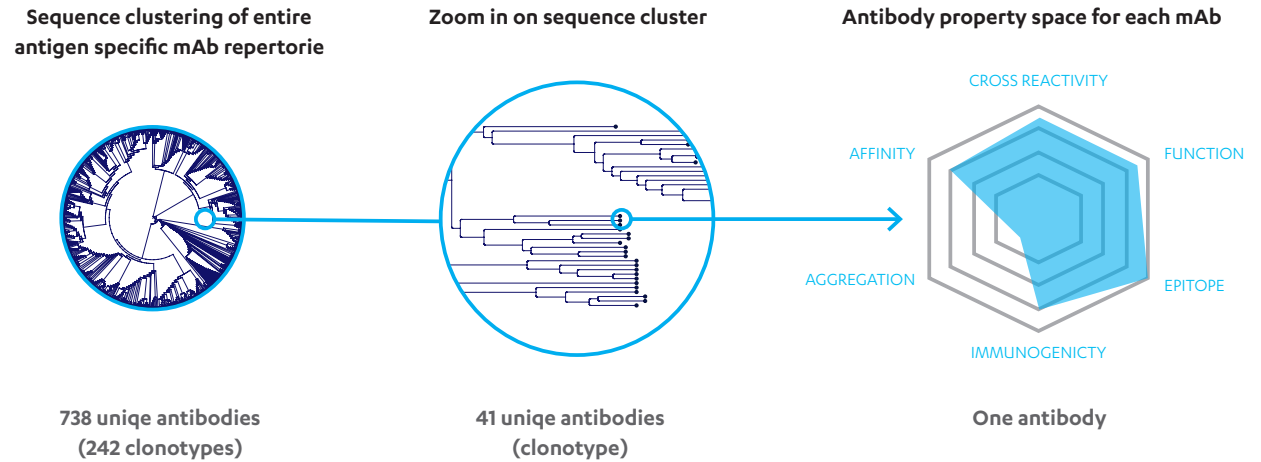 Sequence clustering of entire
antigen specific mAb repertorie
Zoom in on sequence cluster
Antibody property space for each mAb
CROSS REACTIVITY
AFFINITY
FUNCTION
AGGREGATION
EPITOPE
IMMUNOGENICTY
738 uniqe antibodies
(242 clonotypes)
41 uniqe antibodies
(clonotype)
One antibody